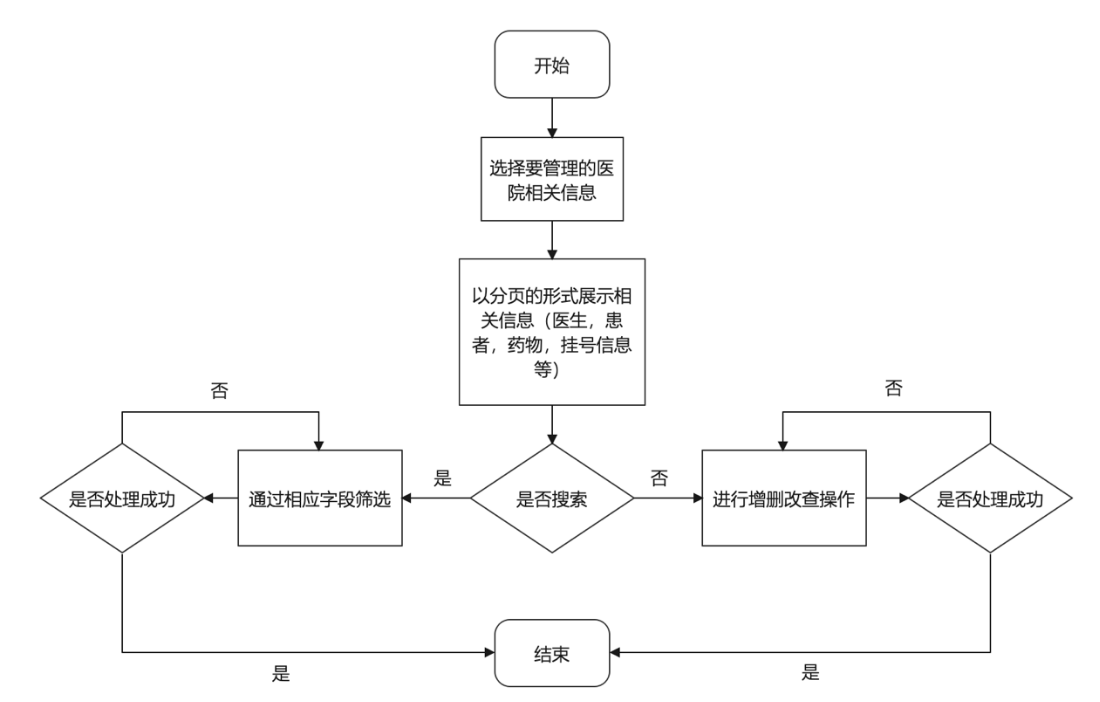 开始
选择要管理的医
院相关信息
以分页的形式展示相
关信息（医生，患
者，药物，挂号信息
等）
否
否
是否处理成功
通过相应字段筛选
是
是否搜索
否
进行增删改查操作
是否处理成功
结束
是
是